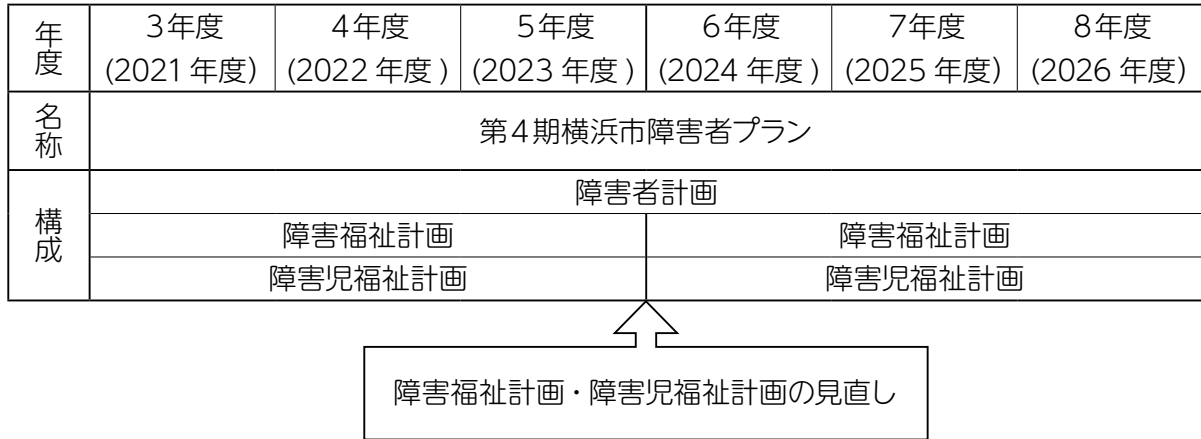 年度
3年度
(2021 年度)
4年度
(2022 年度 )
5年度
(2023 年度 )
6年度
(2024 年度 )
7年度
(2025 年度)
8年度
(2026 年度)
名称
第4期横浜市障害者プラン
構成
障害者計画
障害福祉計画
障害福祉計画
障害児福祉計画
障害児福祉計画
障害福祉計画・障害児福祉計画の見直し